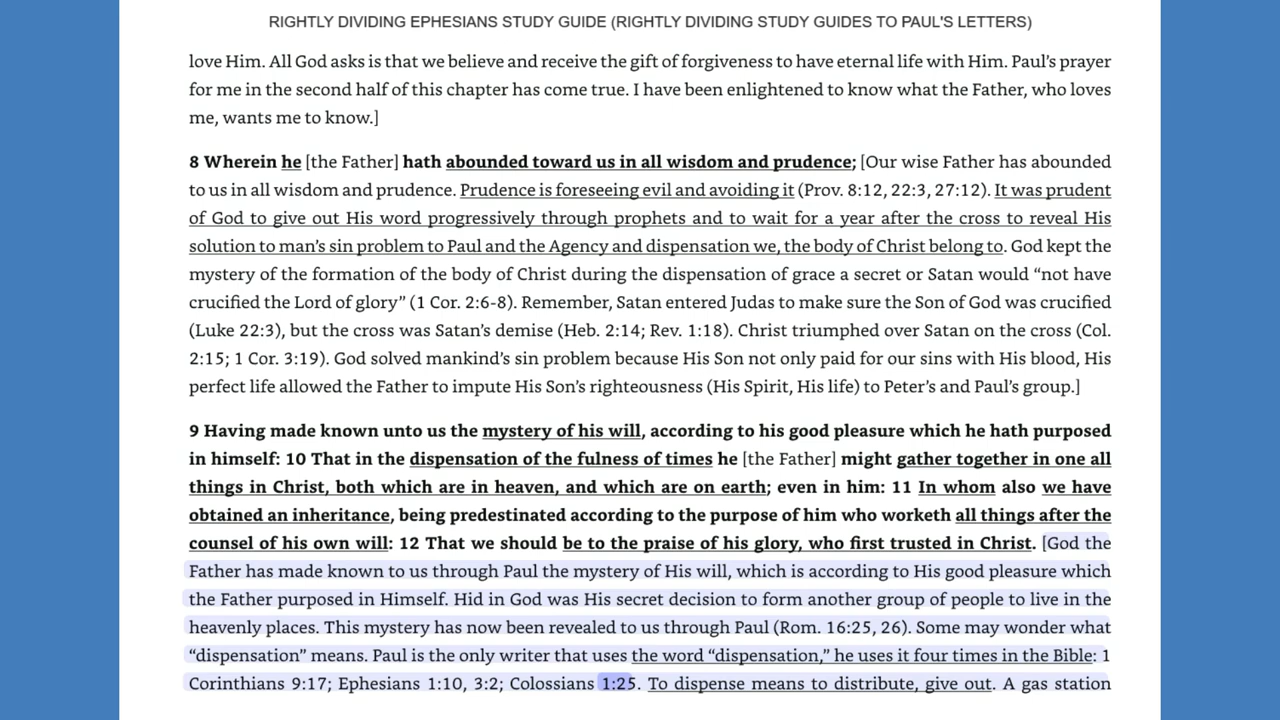 RIGHTLY DIVIDING EPHESIANS STUDY GUIDE (RIGHTLY DIVIDING STUDY GUIDES TO PAUL'S LETTERS)
love Him. All God asks is that we believe and receive the gift of forgiveness to have eternal life with Him. Paul’s prayer
for me in the second half of this chapter has come true. I have been enlightened to know what the Father, who loves
me, wants me to know.]
8 Wherein he [the Father] hath abounded toward us in all wisdom and prudence; [Our wise Father has abounded
to us in all wisdom and prudence. Prudence is foreseeing evil and avoiding it (Prov. 8:12, 22:3, 27:12). It was prudent
of God to give out His word progressively through prophets and to wait for a year after the cross to reveal His
solution to man’s sin problem to Paul and the Agency and dispensation we, the body of Christ belong to. God kept the
mystery of the formation of the body of Christ during the dispensation of grace a secret or Satan would “not have
crucified the Lord of glory” (1 Cor. 2:6-8). Remember, Satan entered Judas to make sure the Son of God was crucified
(Luke 22:3), but the cross was Satan’s demise (Heb. 2:14; Rev. 1:18). Christ triumphed over Satan on the cross (Col.
2:15; 1 Cor. 3:19). God solved mankind’s sin problem because His Son not only paid for our sins with His blood, His
perfect life allowed the Father to impute His Son’s righteousness (His Spirit, His life) to Peter’s and Paul’s group.]
9 Having made known unto us the mystery of his will, according to his good pleasure which he hath purposed
in himself: 10 That in the dispensation of the fulness of times he [the Father] might gather together in one all
things in Christ, both which are in heaven, and which are on earth; even in him: 11 In whom also we have
obtained an inheritance, being predestinated according to the purpose of him who worketh all things after the
counsel of his own will: 12 That we should be to the praise of his glory, who first trusted in Christ. [God the
Father has made known to us through Paul the mystery of His will, which is according to His good pleasure which
the Father purposed in Himself. Hid in God was His secret decision to form another group of people to live in the
heavenly places. This mystery has now been revealed to us through Paul (Rom. 16:25, 26). Some may wonder what
“dispensation” means. Paul is the only writer that uses the word “dispensation,” he uses it four times in the Bible: 1
Corinthians 9:17; Ephesians 1:10, 3:2; Colossians 1:25. To dispense means to distribute, give out. A gas station